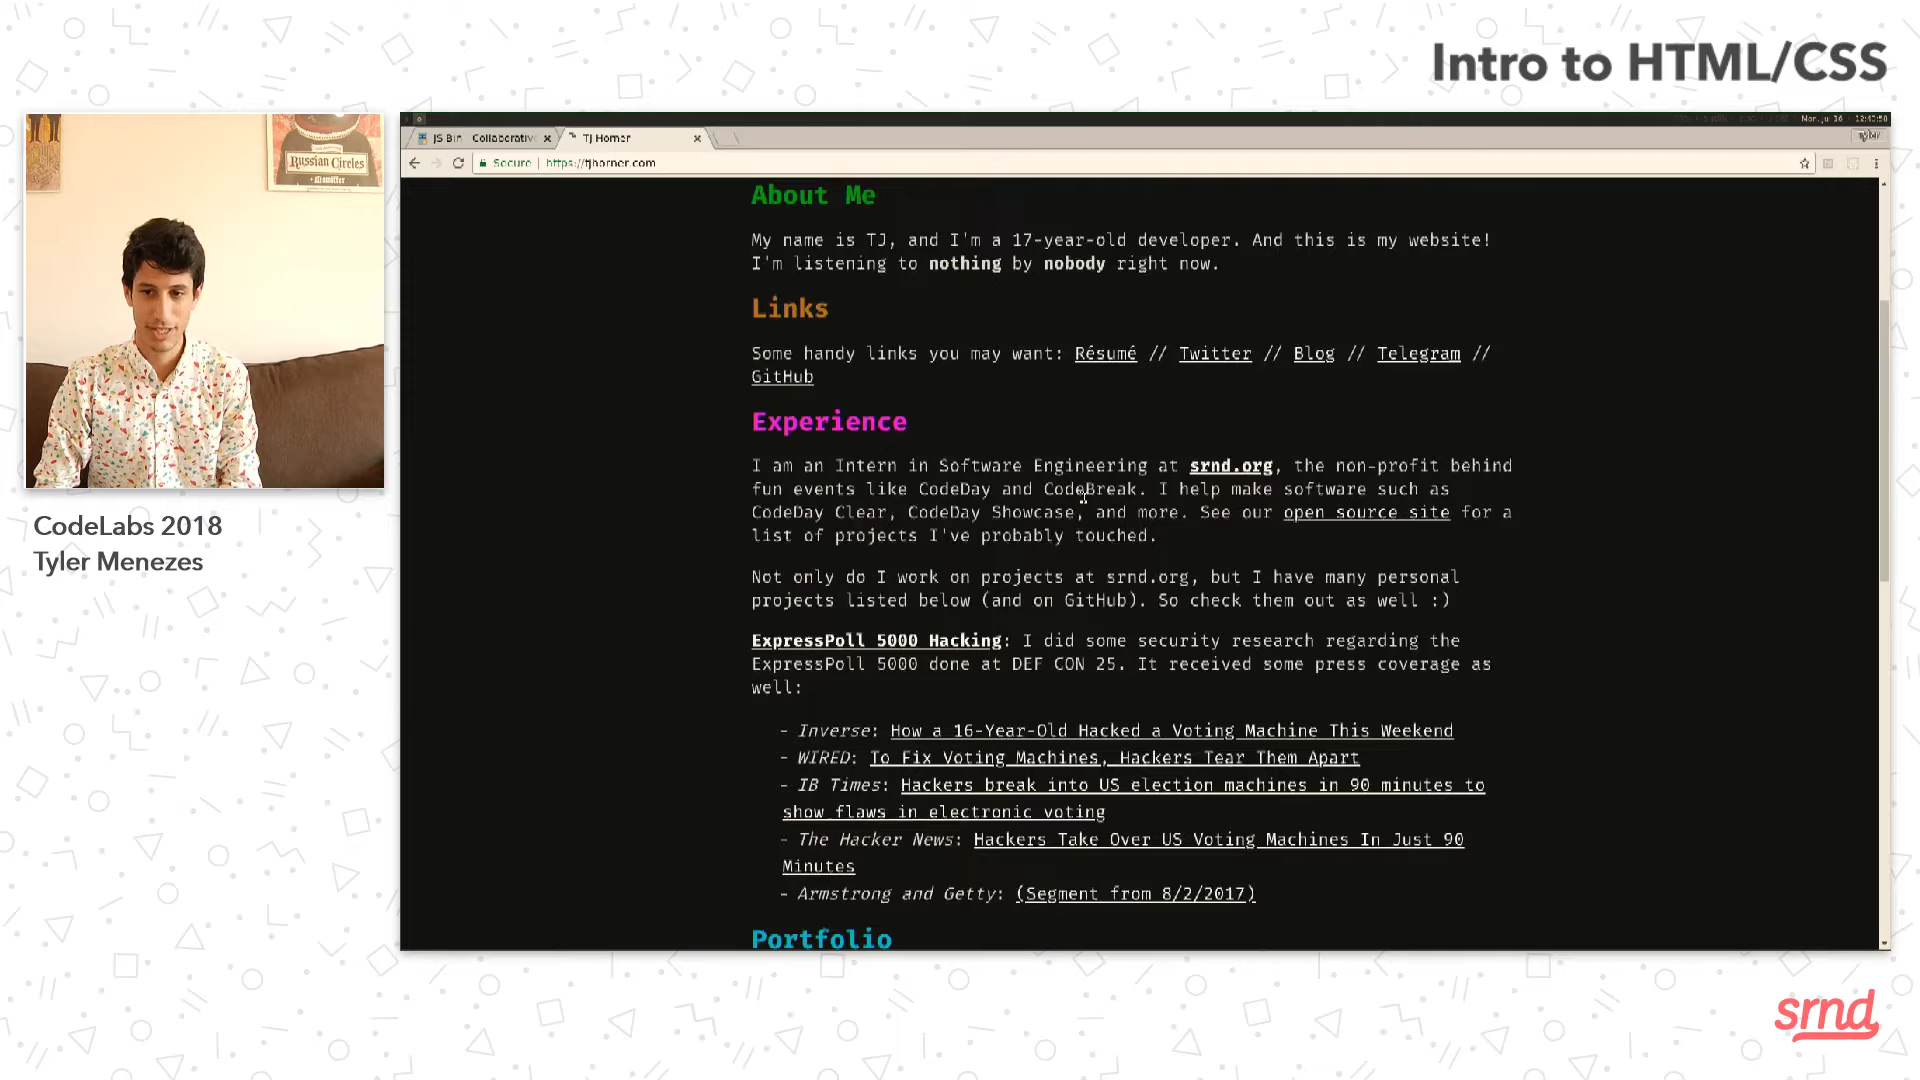 Intro to HTML/CSS
Russian Circles
CodeLabs 2018
Tyler Menezes
JS Bin - Collaborative
TJ Horner
Tyler
Secure
https://tjhorner.com
About Me
My name is TJ, and I'm a 17-year-old developer. And this is my website!
I'm listening to nothing by nobody right now.
Links
Some handy links you may want: Résumé // Twitter // Blog // Telegram //
GitHub
Experience
I am an Intern in Software Engineering at srnd.org, the non-profit behind
fun events like CodeDay and CodeBreak. I help make software such as
CodeDay Clear, CodeDay Showcase, and more. See our open source site for a
list of projects I've probably touched.
Not only do I work on projects at srnd.org, but I have many personal
projects listed below (and on GitHub). So check them out as well :)
ExpressPoll 5000 Hacking: I did some security research regarding the
ExpressPoll 5000 done at DEF CON 25. It received some press coverage as
well:
- Inverse: How a 16-Year-Old Hacked a Voting Machine This Weekend
- WIRED: To Fix Voting Machines, Hackers Tear Them Apart
- IB Times: Hackers break into US election machines in 90 minutes to
show flaws in electronic voting
- The Hacker News: Hackers Take Over US Voting Machines In Just 90
Minutes
- Armstrong and Getty: (Segment from 8/2/2017)
Portfolio
srnd